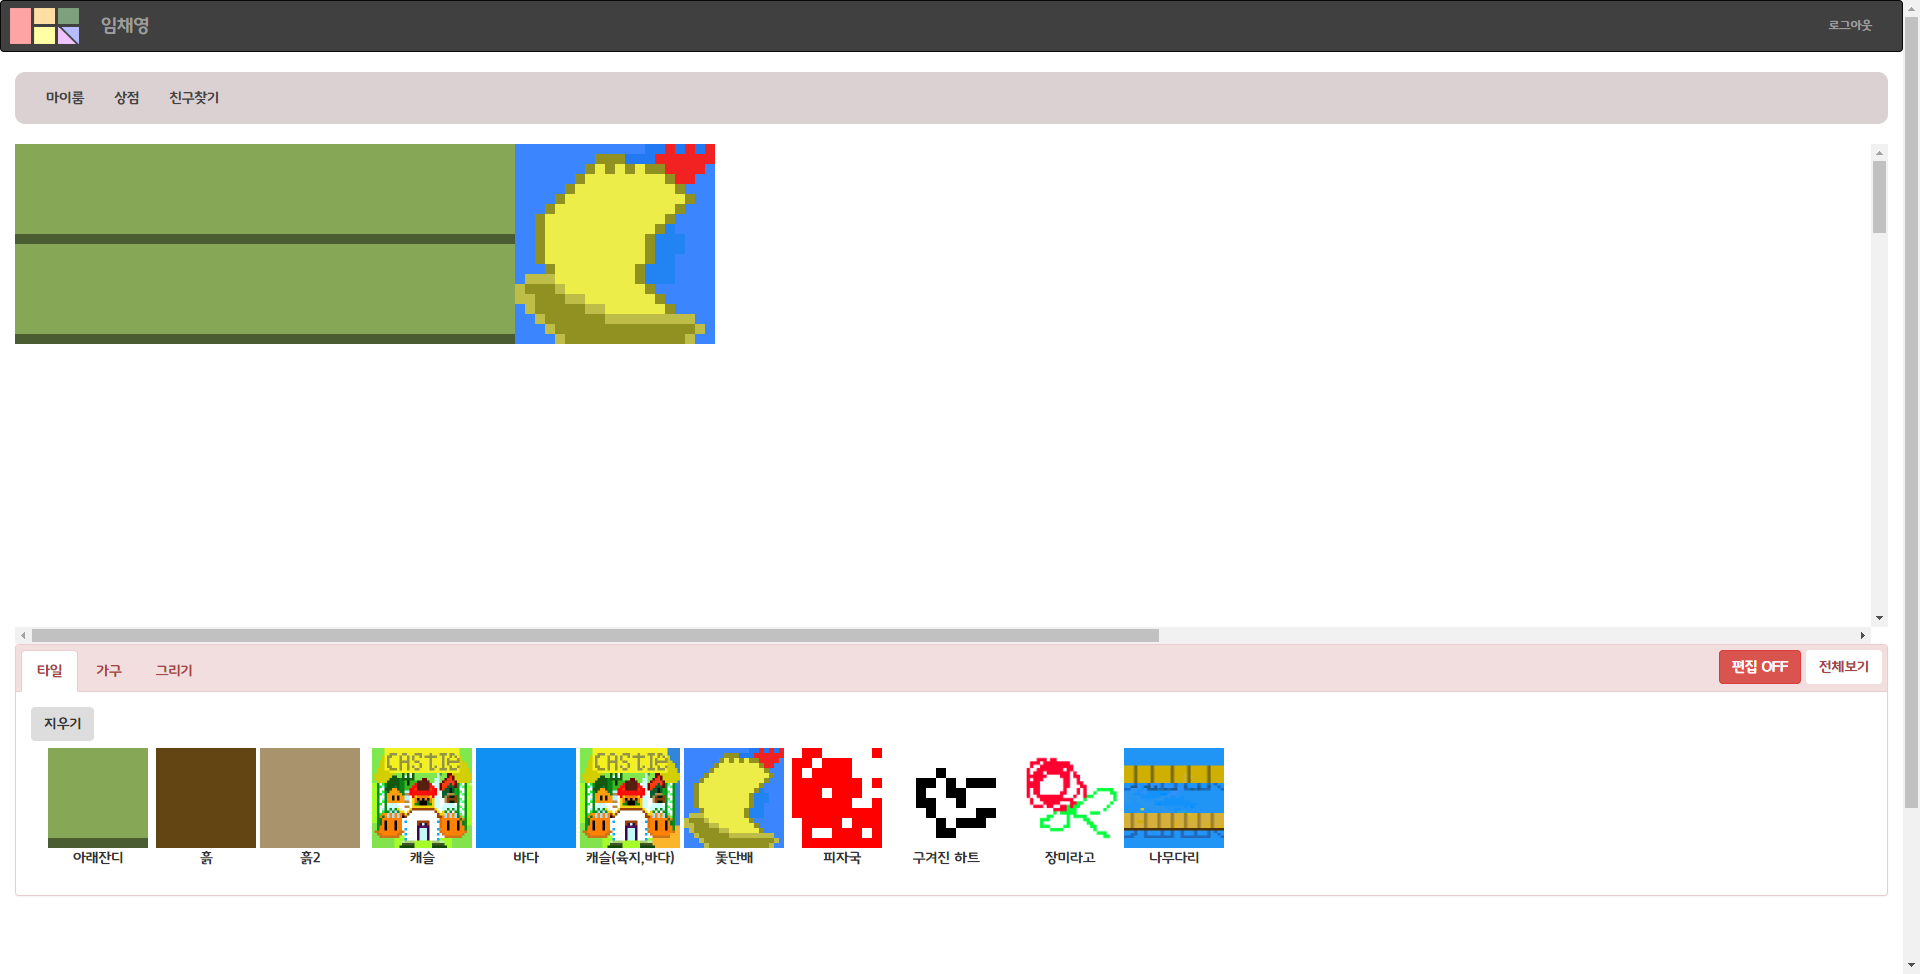 임채영
로그아웃
마이룸 상점 친구찾기
타일 가구 그리기 편집 OFF 전체보기
지우기
CAStlE CAStlE
아래잔디 흙 흙2 캐슬 바다 캐슬(육지,바다) 돛단배 피자국 구겨진 하트 장미라고 나무다리